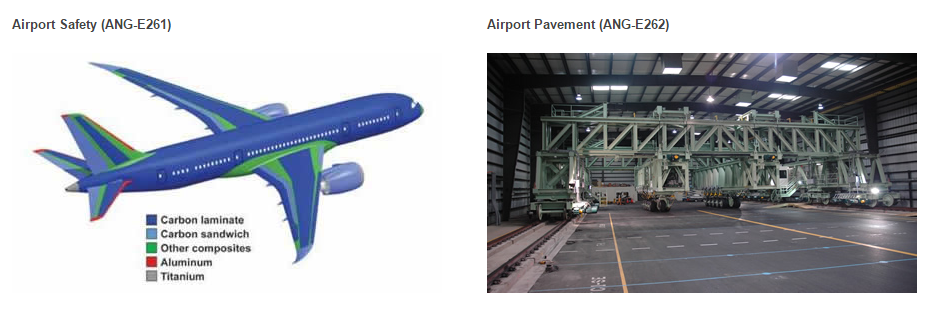 Airport Safety (ANG-E261)
Airport Pavement (ANG-E262)
Carbon laminate
Carbon sandwich
Other composites
Aluminum
Titanium